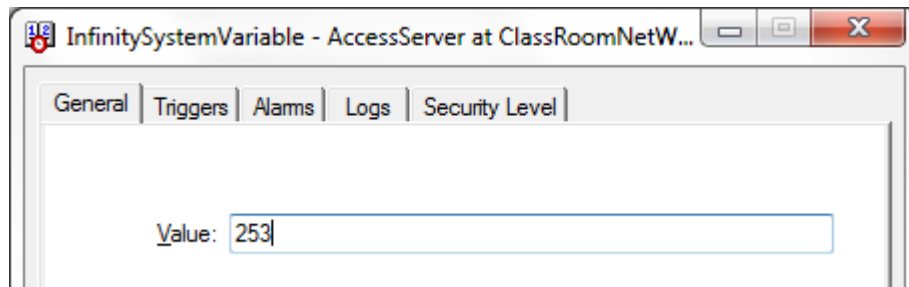 InfinitySystemVariable - AccessServer at ClassRoomNetW...
General Triggers Alarms Logs Security Level
Value: 253